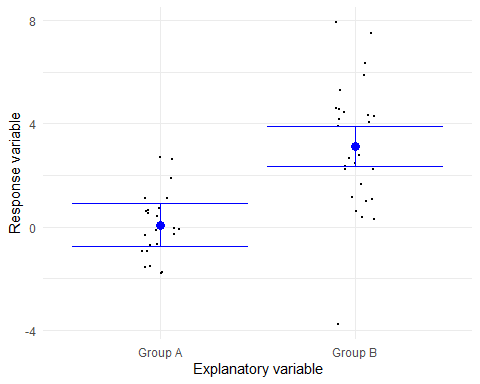 8
4
0
-4
Response variable
Group A Group B
Explanatory variable